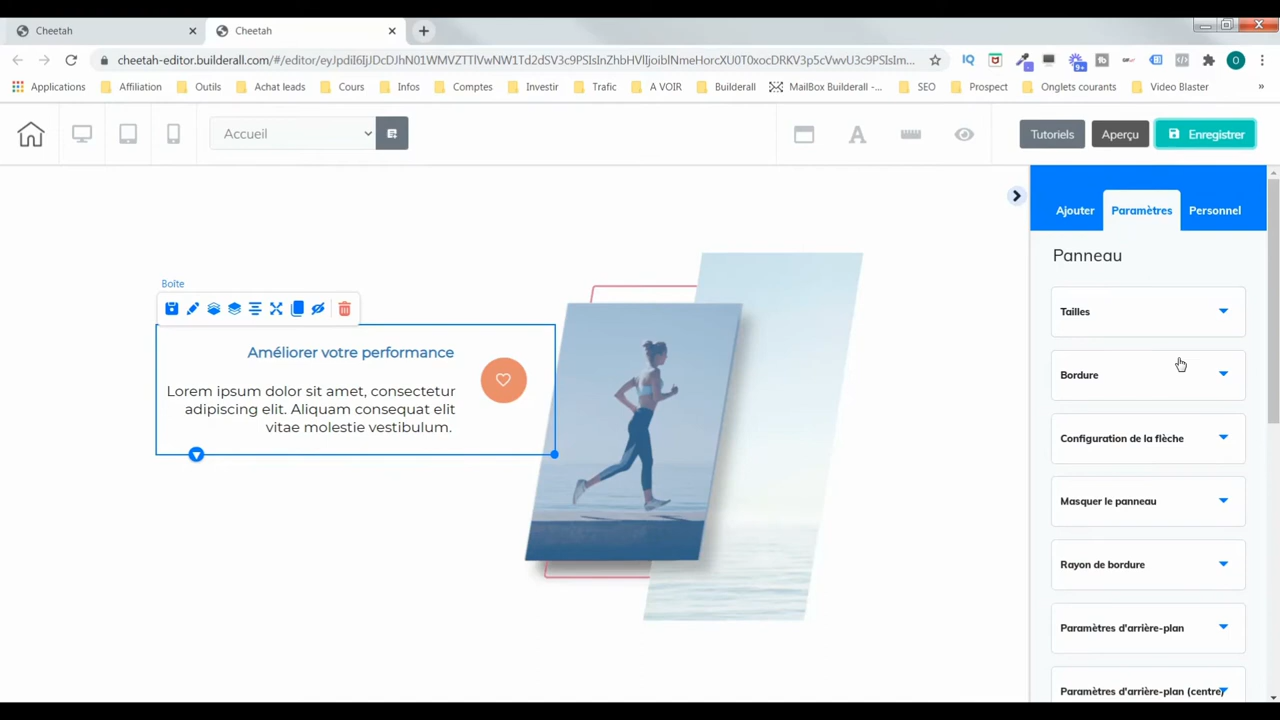 Cheetah
Cheetah
cheetah-editor.builderall.com/#/editor/
Applications
Affiliation
Outils
Achat leads
Cours
Infos
Comptes
Investir
Trafic
A VOIR
Builderall
MailBox Builderall -...
SEO
Prospect
Onglets courants
Video Blaster
»
IQ
9+
O
Accueil
Tutoriels
Aperçu
Enregistrer
Ajouter
Paramètres
Personnel
Panneau
Boîte
Tailles
Améliorer votre performance
Bordure
Lorem ipsum dolor sit amet, consectetur
adipiscing elit. Aliquam consequat elit
vitae molestie vestibulum.
Configuration de la flèche
Masquer le panneau
Rayon de bordure
Paramètres d'arrière-plan
Paramètres d'arrière-plan (centre)